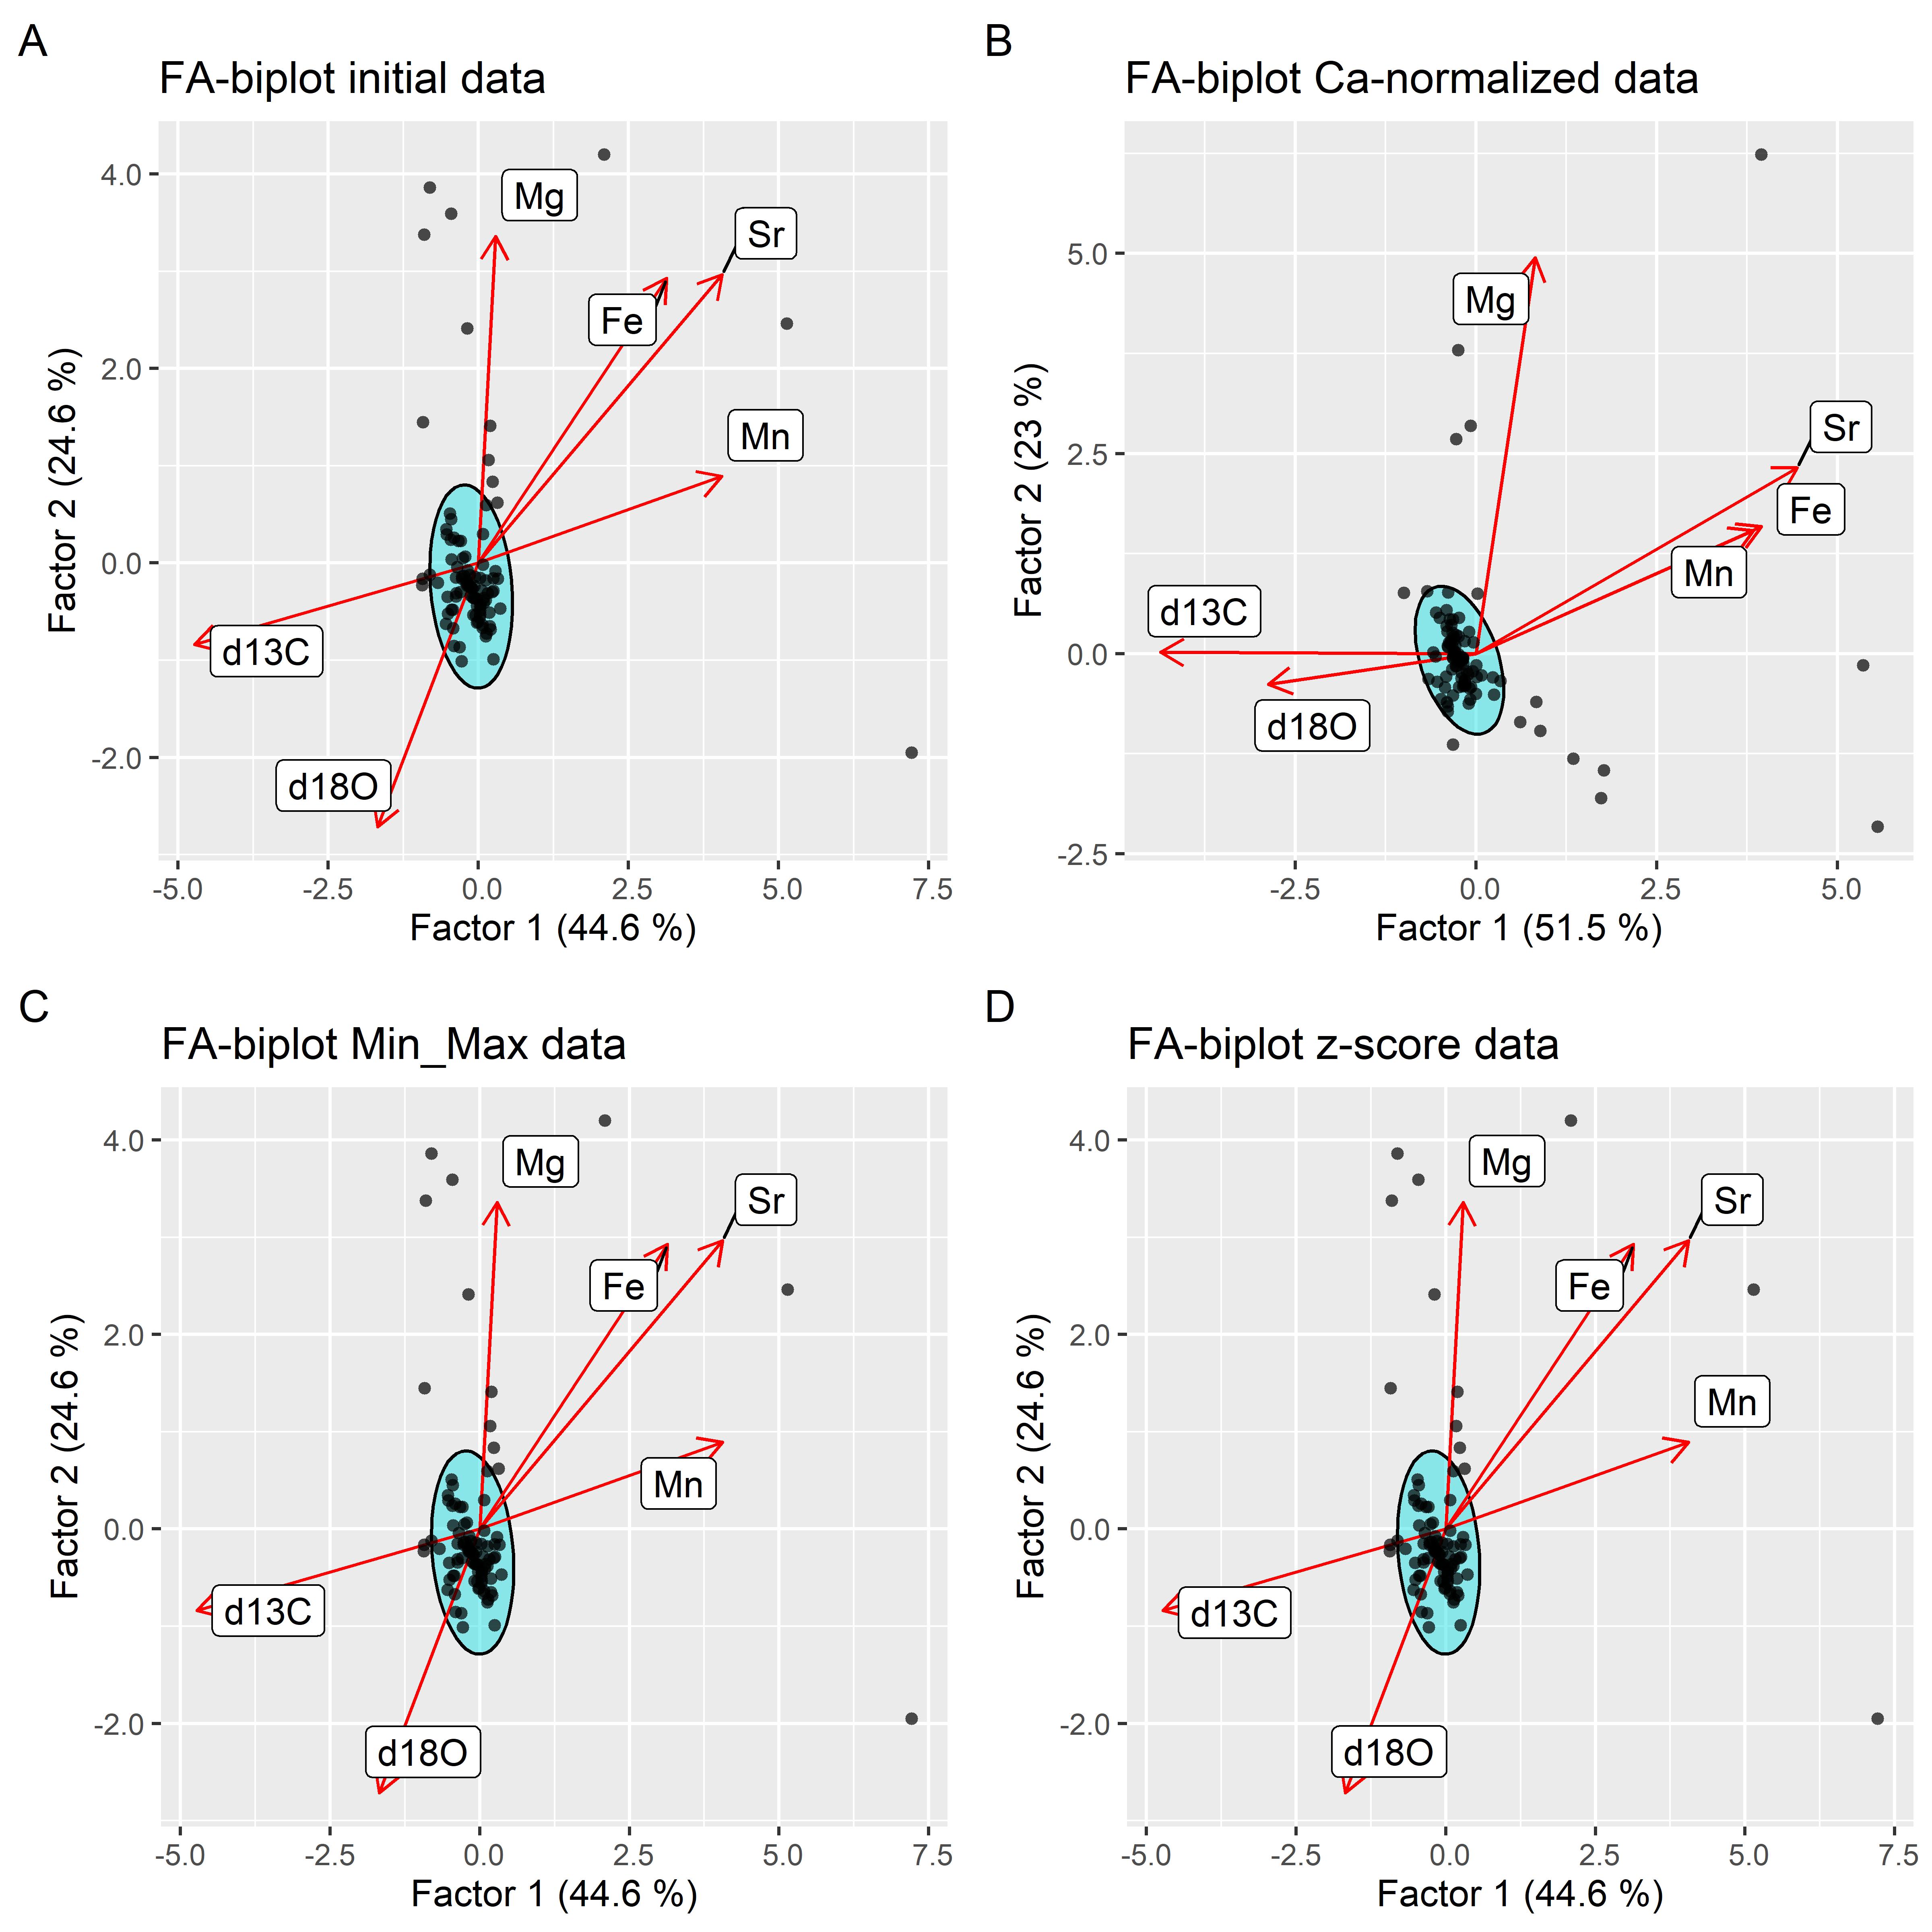 A
FA-biplot initial data
4.0
2.0
0.0
-2.0
Factor 2 (24.6 %)
Mg
Sr
Fe
Mn
d13C
d18O
-5.0 -2.5 0.0 2.5 5.0 7.5
Factor 1 (44.6 %)
B
FA-biplot Ca-normalized data
5.0
2.5
0.0
-2.5
Factor 2 (23 %)
Mg
Sr
Fe
Mn
d13C
d18O
-2.5 0.0 2.5 5.0
Factor 1 (51.5 %)
C
FA-biplot Min_Max data
4.0
2.0
0.0
-2.0
Factor 2 (24.6 %)
Mg
Sr
Fe
Mn
d13C
d18O
-5.0 -2.5 0.0 2.5 5.0 7.5
Factor 1 (44.6 %)
D
FA-biplot z-score data
4.0
2.0
0.0
-2.0
Factor 2 (24.6 %)
Mg
Sr
Fe
Mn
d13C
d18O
-5.0 -2.5 0.0 2.5 5.0 7.5
Factor 1 (44.6 %)